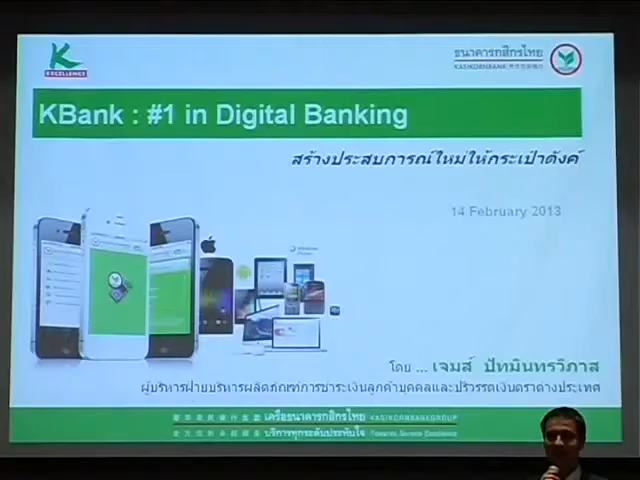 K
EXCELLENCE
ธนาคารกสิกรไทย
KASIKORNBANK 开泰银行
KBank : #1 in Digital Banking
สร้างประสบการณ์ใหม่ให้กระเป๋าตังค์
14 February 2013
โดย ... เจมส์ ปัทมินทรวิภาส
ผู้บริหารฝ่ายบริหารผลิตภัณฑ์การชำระเงินลูกค้าบุคคลและปริวรรตเงินตราต่างประเทศ
เครือธนาคารกสิกรไทย KASIKORNBANKGROUP
บริการทุกระดับประทับใจ Towards Service Excellence